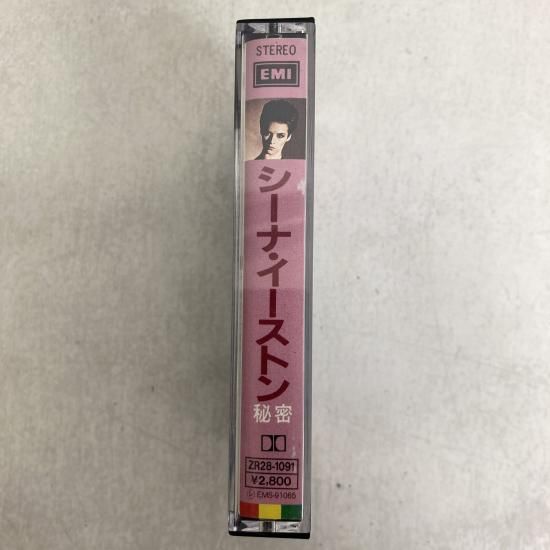 STEREO
EMI
シーナ・イーストン
秘密
ZR28-1091
¥2,800
Ⓟ EMS-91065